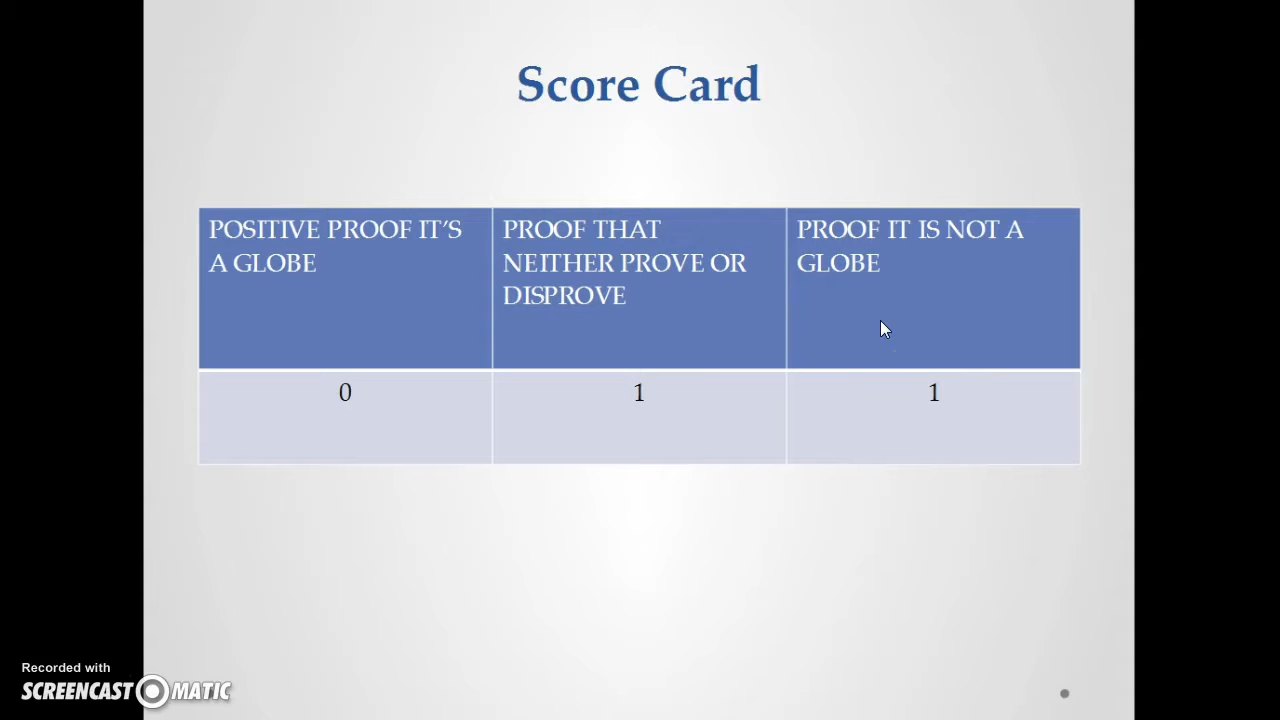 Score Card
POSITIVE PROOF IT’S
A GLOBE
PROOF THAT
NEITHER PROVE OR
DISPROVE
PROOF IT IS NOT A
GLOBE
0
1
1
Recorded with
SCREENCAST MATIC